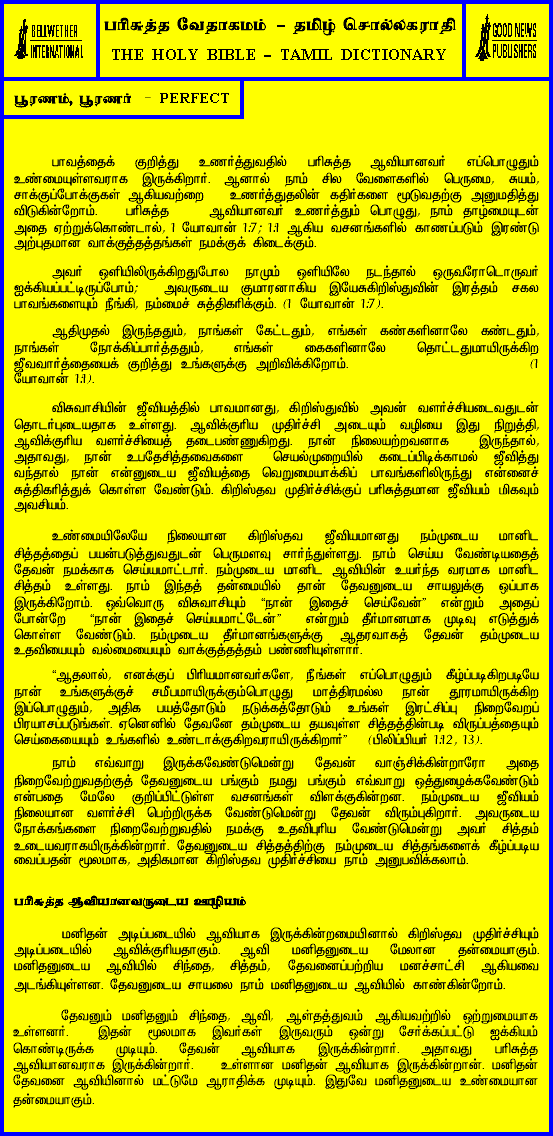 BELLWETHER
INTERNATIONAL
பரிசுத்த வேதாகமம் - தமிழ் சொல்லகராதி
THE HOLY BIBLE - TAMIL DICTIONARY
GOOD NEWS
PUBLISHERS
பூரணம், பூரணர் - PERFECT
பாவத்தைக் குறித்து உணர்த்துவதில் பரிசுத்த ஆவியானவர் எப்பொழுதும்
உண்மையுள்ளவராக இருக்கிறார். ஆனால் நாம் சில வேளைகளில் பெருமை, சுயம்,
சாக்குப்போக்குகள் ஆகியவற்றை உணர்த்துதலின் கதிர்களை மூடுவதற்கு அனுமதித்து
விடுகின்றோம். பரிசுத்த ஆவியானவர் உணர்த்தும் பொழுது, நாம் தாழ்மையுடன்
அதை ஏற்றுக்கொண்டால், 1 யோவான் 1:7; 1:1 ஆகிய வசனங்களில் காணப்படும் இரண்டு
அற்புதமான வாக்குத்தத்தங்கள் நமக்குக் கிடைக்கும்.
அவர் ஒளியிலிருக்கிறதுபோல நாமும் ஒளியிலே நடந்தால் ஒருவரோடொருவர்
ஐக்கியப்பட்டிருப்போம்; அவருடைய குமாரனாகிய இயேசுகிறிஸ்துவின் இரத்தம் சகல
பாவங்களையும் நீங்கி, நம்மைச் சுத்திகரிக்கும். (1 யோவான் 1:7).
ஆதிமுதல் இருந்ததும், நாங்கள் கேட்டதும், எங்கள் கண்களினாலே கண்டதும்,
நாங்கள் நோக்கிப்பார்த்ததும், எங்கள் கைகளினாலே தொட்டதுமாயிருக்கிற
ஜீவவார்த்தையைக் குறித்து உங்களுக்கு அறிவிக்கிறோம். (1
யோவான் 1:1).
விசுவாசியின் ஜீவியத்தில் பாவமானது, கிறிஸ்துவில் அவன் வளர்ச்சியடைவதுடன்
தொடர்புடையதாக உள்ளது. ஆவிக்குரிய முதிர்ச்சி அடையும் வழியை இது நிறுத்தி,
ஆவிக்குரிய வளர்ச்சியைத் தடைபண்ணுகிறது. நான் நிலையற்றவனாக இருந்தால்,
அதாவது, நான் உபதேசித்தவைகளை செயல்முறையில் கடைப்பிடிக்காமல் ஜீவித்து
வந்தால் நான் என்னுடைய ஜீவியத்தை வெறுமையாக்கிப் பாவங்களிலிருந்து என்னைச்
சுத்திகரித்துக் கொள்ள வேண்டும். கிறிஸ்தவ முதிர்ச்சிக்குப் பரிசுத்தமான ஜீவியம் மிகவும்
அவசியம்.
உண்மையிலேயே நிலையான கிறிஸ்தவ ஜீவியமானது நம்முடைய மானிட
சித்தத்தைப் பயன்படுத்துவதுடன் பெருமளவு சார்ந்துள்ளது. நாம் செய்ய வேண்டியதைத்
தேவன் நமக்காக செய்யமாட்டார். நம்முடைய மானிட ஆவியின் உயர்ந்த வரமாக மானிட
சித்தம் உள்ளது. நாம் இந்தத் தன்மையில் தான் தேவனுடைய சாயலுக்கு ஒப்பாக
இருக்கிறோம். ஒவ்வொரு விசுவாசியும் “நான் இதைச் செய்வேன்” என்றும் அதைப்
போன்றே “நான் இதைச் செய்யமாட்டேன்” என்றும் தீர்மானமாக முடிவு எடுத்துக்
கொள்ள வேண்டும். நம்முடைய தீர்மானங்களுக்கு ஆதரவாகத் தேவன் தம்முடைய
உதவியையும் வல்மையையும் வாக்குத்தத்தம் பண்ணியுள்ளார்.
“ஆதலால், எனக்குப் பிரியமானவர்களே, நீங்கள் எப்பொழுதும் கீழ்ப்படிகிறபடியே
நான் உங்களுக்குச் சமீபமாயிருக்கும்பொழுது மாத்திரமல்ல நான் தூரமாயிருக்கிற
இப்பொழுதும், அதிக பயத்தோடும் நடுக்கத்தோடும் உங்கள் இரட்சிப்பு நிறைவேறப்
பிரயாசப்படுங்கள். ஏனெனில் தேவனே தம்முடைய தயவுள்ள சித்தத்தின்படி விருப்பத்தையும்
செய்கையையும் உங்களில் உண்டாக்குகிறவராயிருக்கிறார்” (பிலிப்பியர் 1:12, 13).
நாம் எவ்வாறு இருக்கவேண்டுமென்று தேவன் வாஞ்சிக்கின்றாரோ அதை
நிறைவேற்றுவதற்குத் தேவனுடைய பங்கும் நமது பங்கும் எவ்வாறு ஒத்துழைக்கவேண்டும்
என்பதை மேலே குறிப்பிட்டுள்ள வசனங்கள் விளக்குகின்றன. நம்முடைய ஜீவியம்
நிலையான வளர்ச்சி பெற்றிருக்க வேண்டுமென்று தேவன் விரும்புகிறார். அவருடைய
நோக்கங்களை நிறைவேற்றுவதில் நமக்கு உதவிபுரிய வேண்டுமென்று அவர் சித்தம்
உடையவராகயிருக்கின்றார். தேவனுடைய சித்தத்திற்கு நம்முடைய சித்தங்களைக் கீழ்ப்படிய
வைப்பதன் மூலமாக, அதிகமான கிறிஸ்தவ முதிர்ச்சியை நாம் அனுபவிக்கலாம்.
பரிசுத்த ஆவியானவருடைய ஊழியம்
மனிதன் அடிப்படையில் ஆவியாக இருக்கின்றமையினால் கிறிஸ்தவ முதிர்ச்சியும்
அடிப்படையில் ஆவிக்குரியதாகும். ஆவி மனிதனுடைய மேலான தன்மையாகும்.
மனிதனுடைய ஆவியில் சிந்தை, சித்தம், தேவனைப்பற்றிய மனச்சாட்சி ஆகியவை
அடங்கியுள்ளன. தேவனுடைய சாயலை நாம் மனிதனுடைய ஆவியில் காண்கின்றோம்.
தேவனும் மனிதனும் சிந்தை, ஆவி, ஆள்தத்துவம் ஆகியவற்றில் ஒற்றுமையாக
உள்ளனர். இதன் மூலமாக இவர்கள் இருவரும் ஒன்று சேர்க்கப்பட்டு ஐக்கியம்
கொண்டிருக்க முடியும். தேவன் ஆவியாக இருக்கின்றார். அதாவது பரிசுத்த
ஆவியானவராக இருக்கின்றார். உள்ளான மனிதன் ஆவியாக இருக்கின்றான். மனிதன்
தேவனை ஆவியினால் மட்டுமே ஆராதிக்க முடியும். இதுவே மனிதனுடைய உண்மையான
தன்மையாகும்.